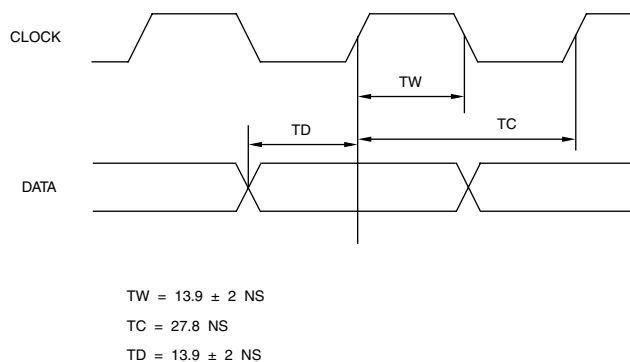 CLOCK
TW
TD
TC
DATA
TW = 13.9 ± 2 NS
TC = 27.8 NS
TD = 13.9 ± 2 NS